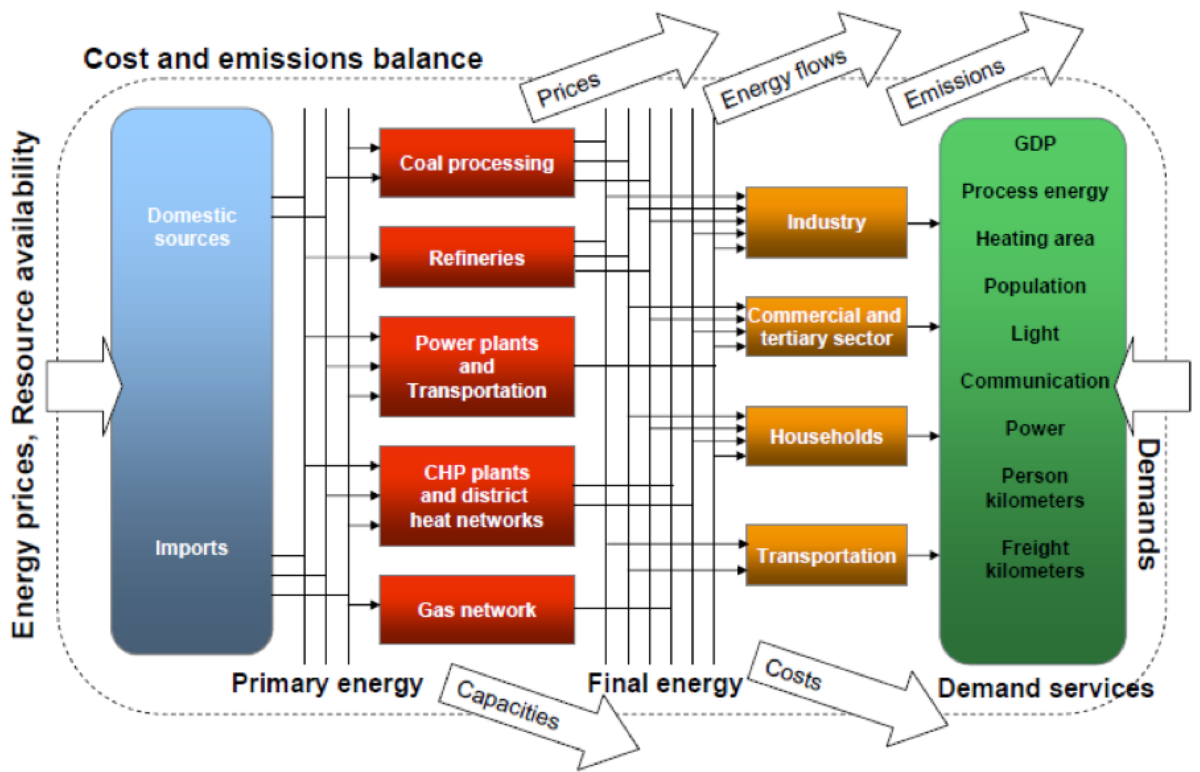 Cost and emissions balance
Prices
Energy flows
Emissions
Energy prices, Resource availability
Domestic
sources
Imports
Primary energy
Coal processing
Refineries
Power plants
and
Transportation
CHP plants
and district
heat networks
Gas network
Capacities
Final energy
Industry
Commercial and
tertiary sector
Households
Transportation
Costs
GDP
Process energy
Heating area
Population
Light
Communication
Power
Person
kilometers
Freight
kilometers
Demand services
Demands